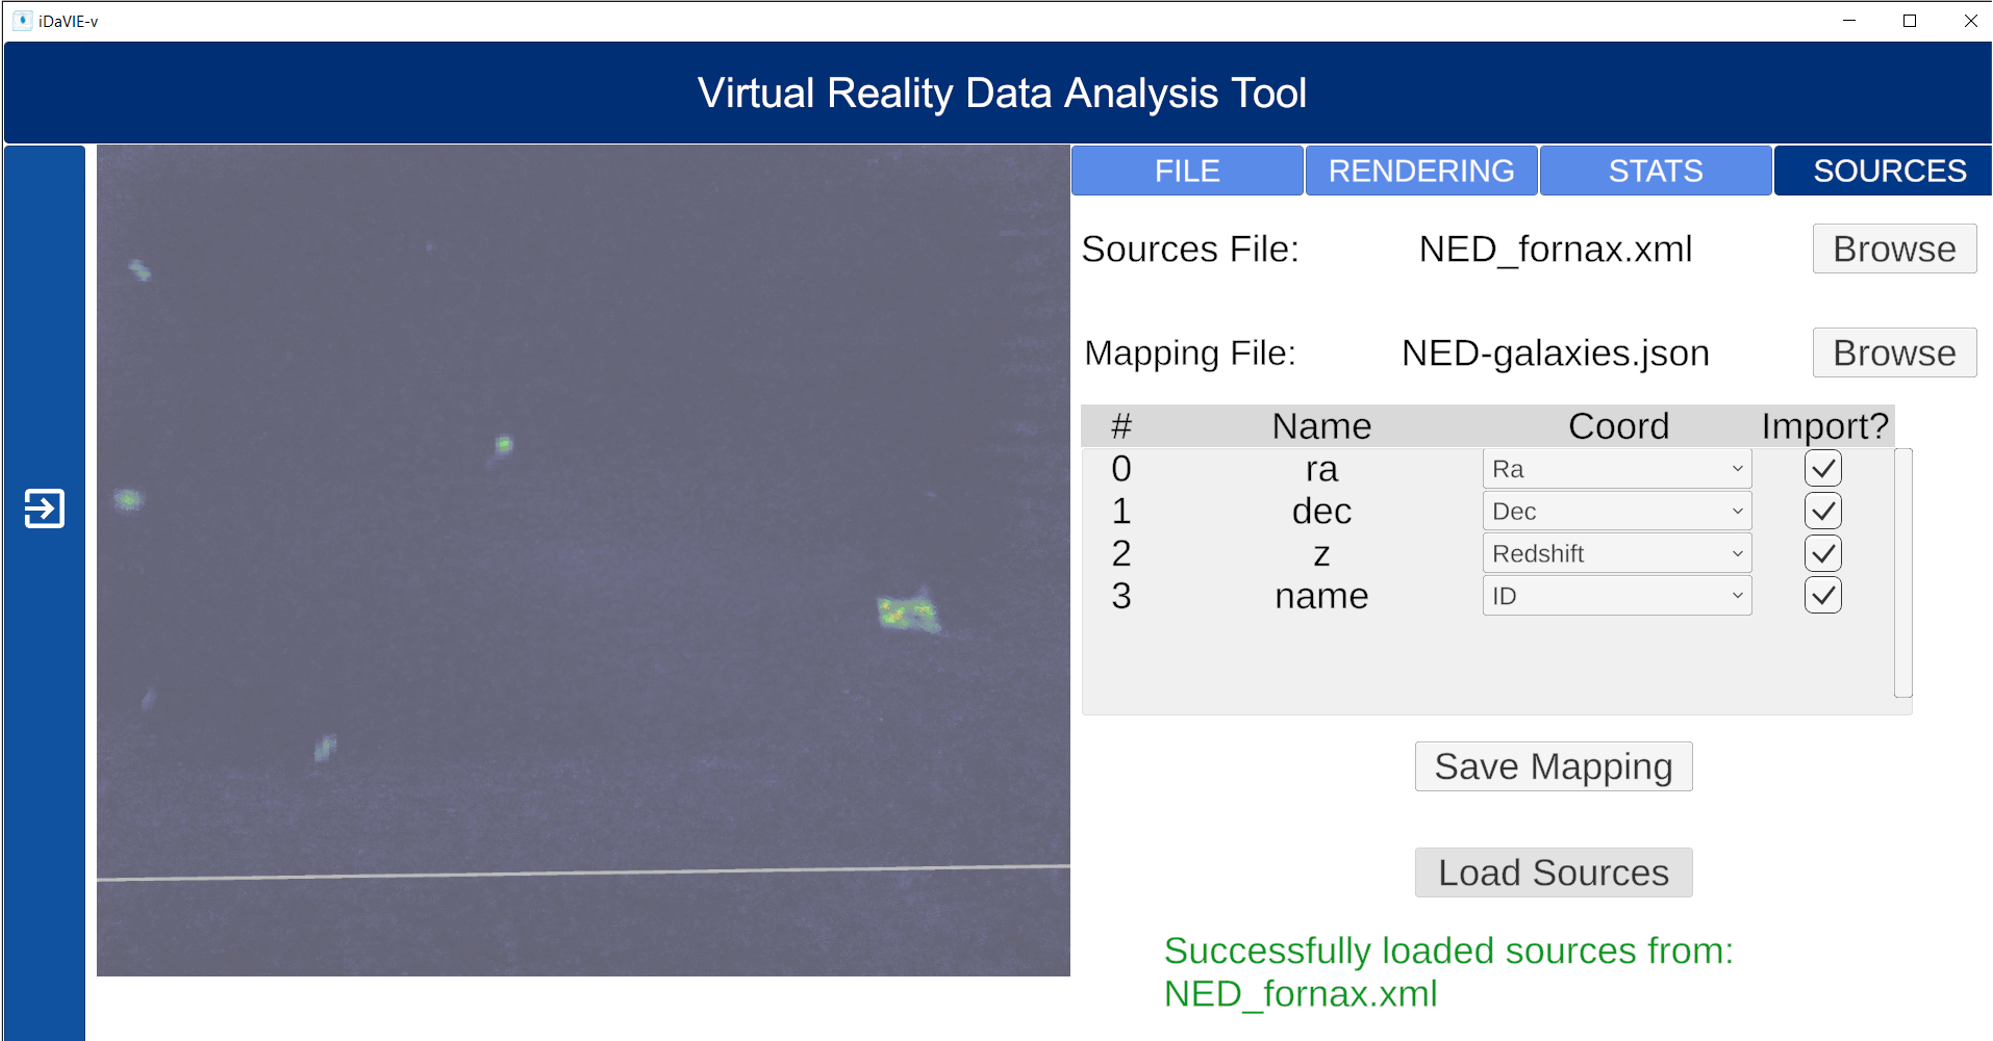 iDaVIE-v
Virtual Reality Data Analysis Tool
FILE RENDERING STATS SOURCES
Sources File: NED_fornax.xml Browse
Mapping File: NED-galaxies.json Browse
# Name Coord Import?
0 ra Ra
1 dec Dec
2 z Redshift
3 name ID
Save Mapping
Load Sources
Successfully loaded sources from:
NED_fornax.xml